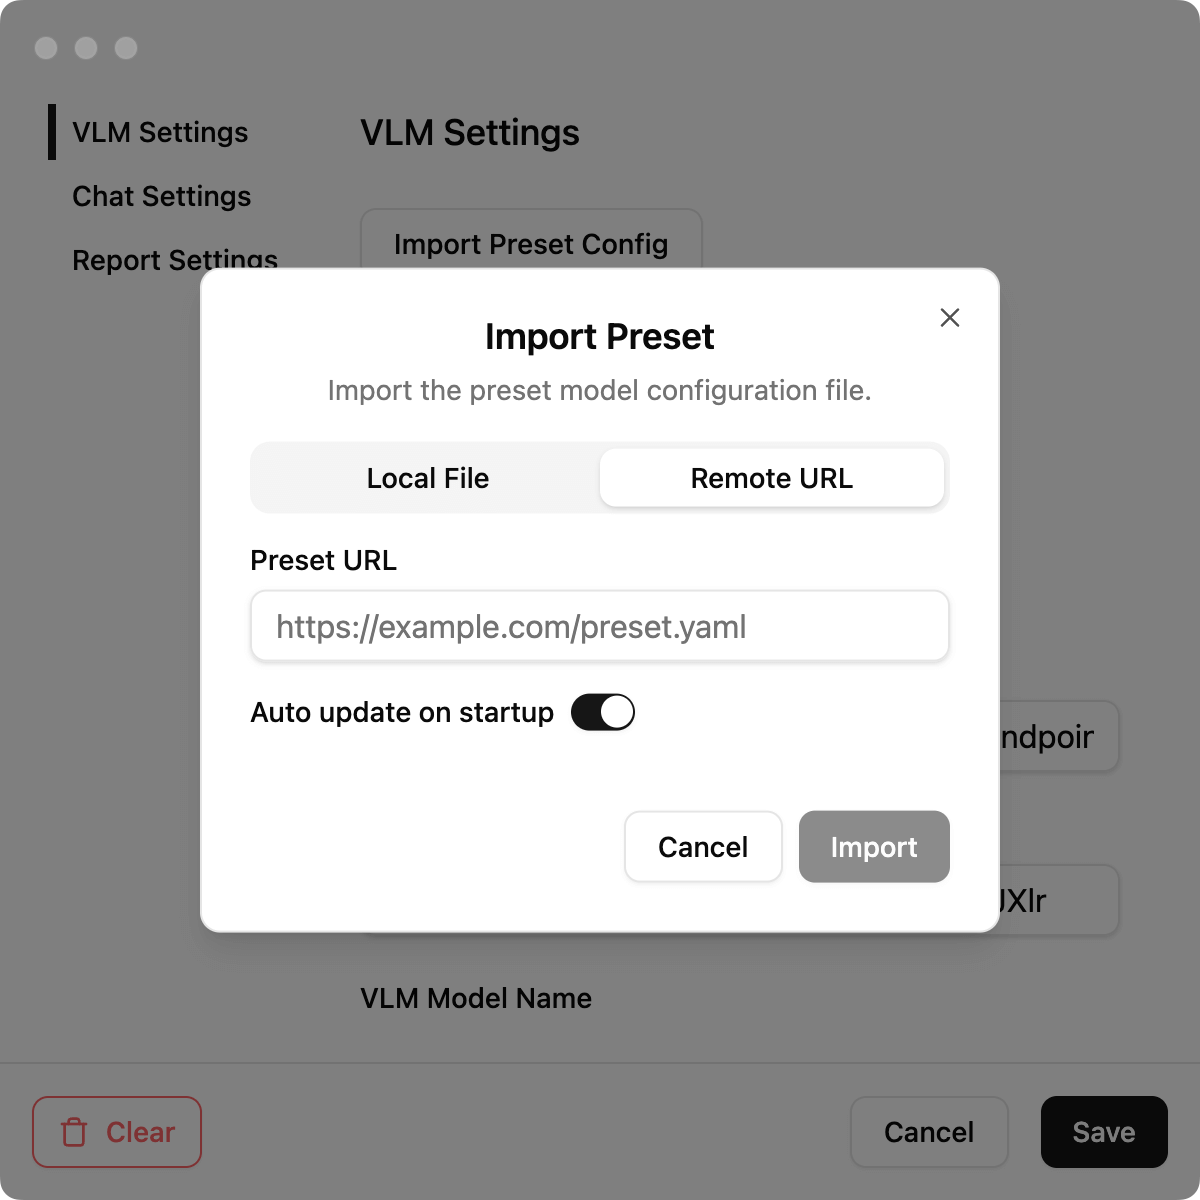 VLM Settings
Chat Settings
Report Settings
VLM Settings
Import Preset Config
Import Preset
Import the preset model configuration file.
Local File
Remote URL
Preset URL
https://example.com/preset.yaml
Auto update on startup
Cancel
Import
VLM Model Name
Clear
Cancel
Save